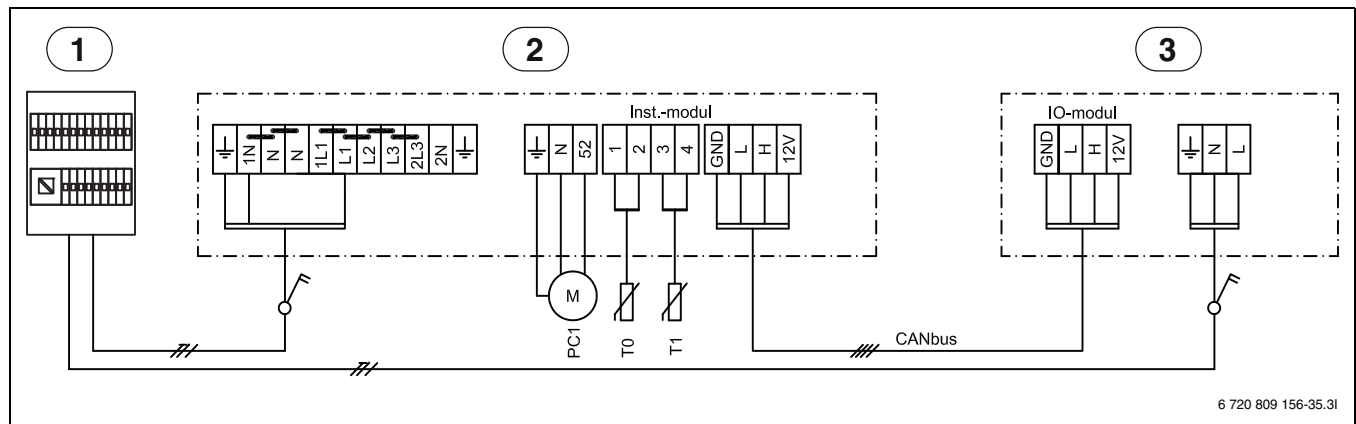 1
2
3
Inst.-modul
IO-modul
1N
N
N
1L1
L1
L2
L3
2L3
2N
N
52
1
2
3
4
GND
L
H
12V
GND
L
H
12V
N
L
M
PC1
T0
T1
CANbus
6 720 809 156-35.3I